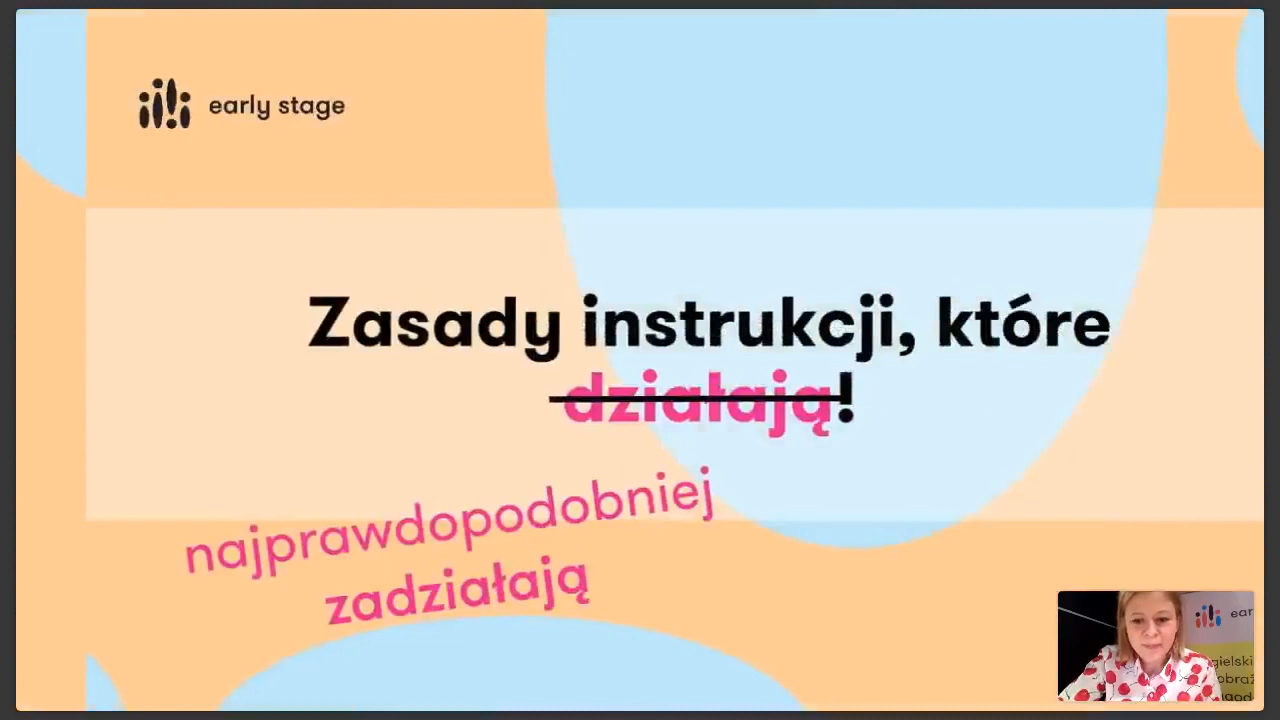 early stage
Zasady instrukcji, które
działają!
najprawdopodobniej
zadziałają